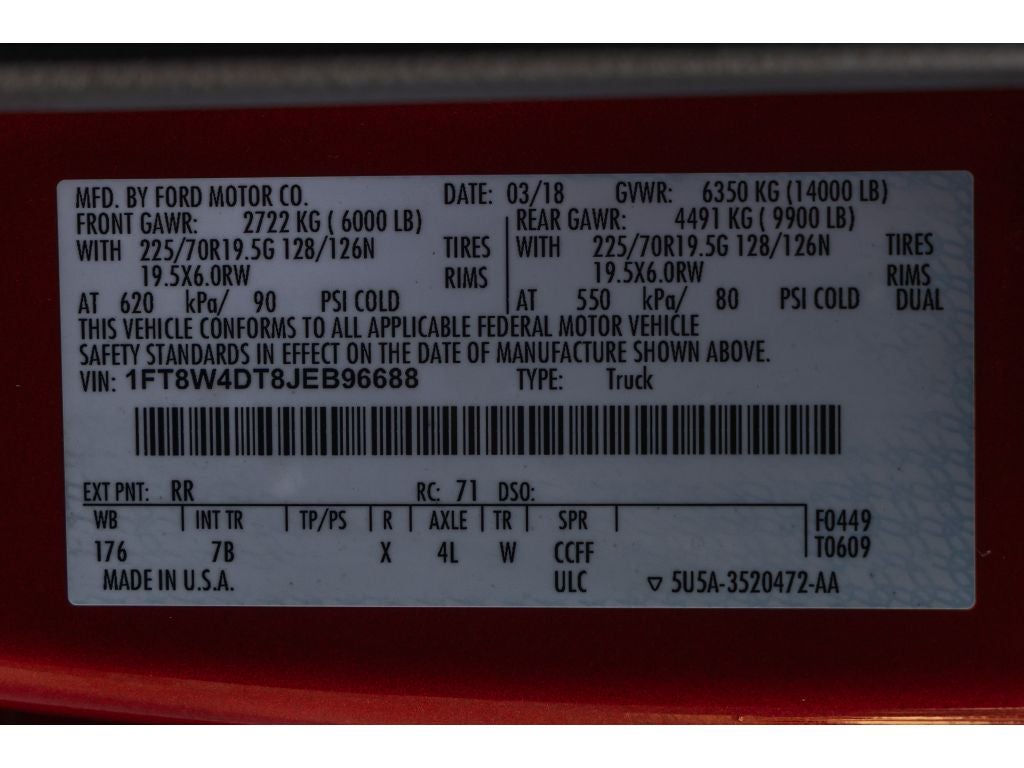 MFD. BY FORD MOTOR CO. DATE: 03/18 GVWR: 6350 KG (14000 LB)
FRONT GAWR: 2722 KG ( 6000 LB) REAR GAWR: 4491 KG ( 9900 LB)
WITH 225/70R19.5G 128/126N TIRES WITH 225/70R19.5G 128/126N TIRES
19.5X6.0RW RIMS 19.5X6.0RW RIMS
AT 620 kPa/ 90 PSI COLD AT 550 kPa/ 80 PSI COLD DUAL
THIS VEHICLE CONFORMS TO ALL APPLICABLE FEDERAL MOTOR VEHICLE
SAFETY STANDARDS IN EFFECT ON THE DATE OF MANUFACTURE SHOWN ABOVE.
VIN: 1FT8W4DT8JEB96688 TYPE: Truck
EXT PNT: RR RC: 71 DSO:
WB INT TR TP/PS R AXLE TR SPR F0449
176 7B X 4L W CCFF T0609
MADE IN U.S.A. ULC ▽ 5U5A-3520472-AA